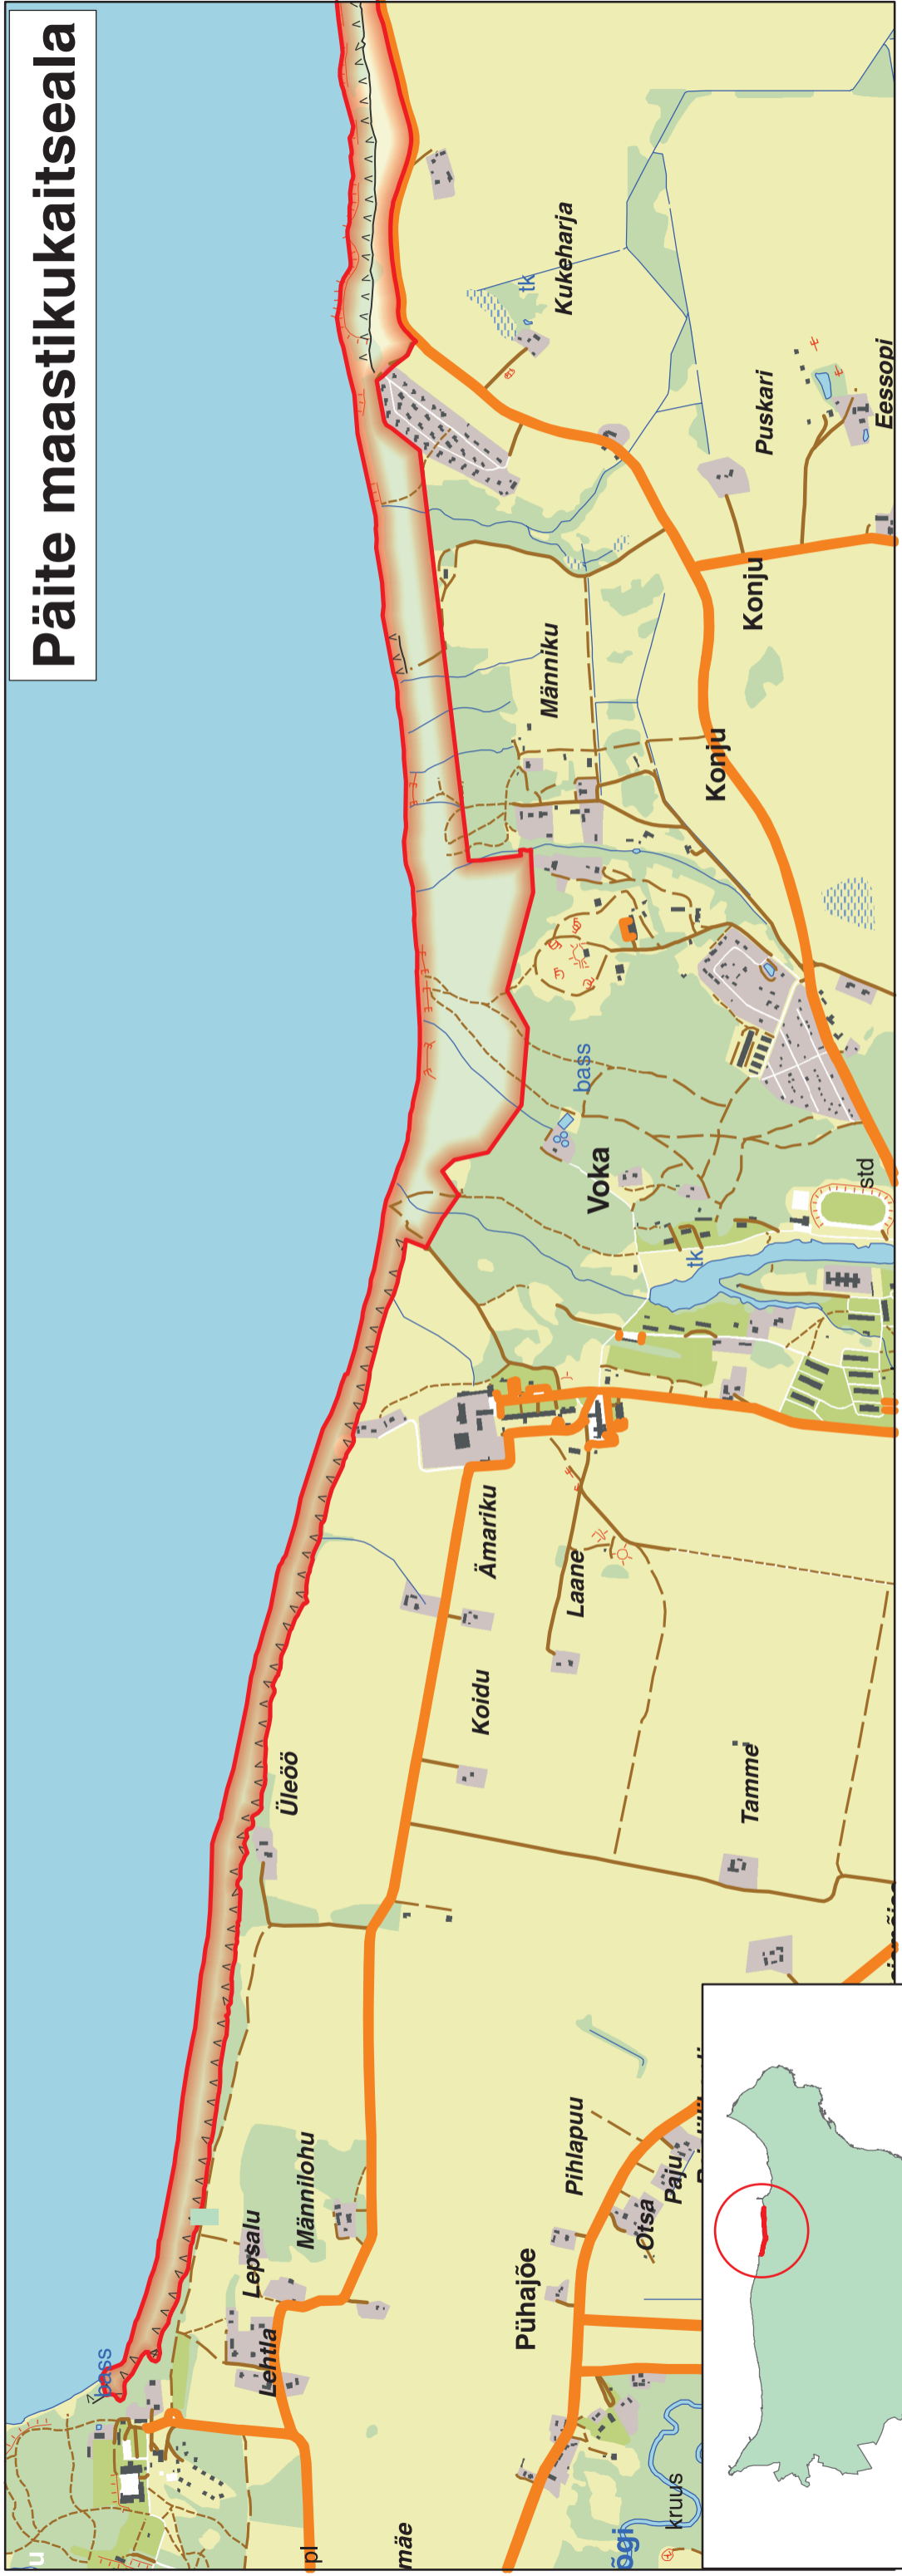 Päite maastikukaitseala
bass
Lehtla
Lepsalu
Männilohu
Üleöö
Koidu
Ämariku
Laane
Tamme
Pühajõe
Pihlapuu
Otsa
Paju
mäe
pl
kruus
õgi
u
Voka
bass
tk
std
Männiku
Konju
Konju
Kukeharja
tk
Puskari
Eessopi